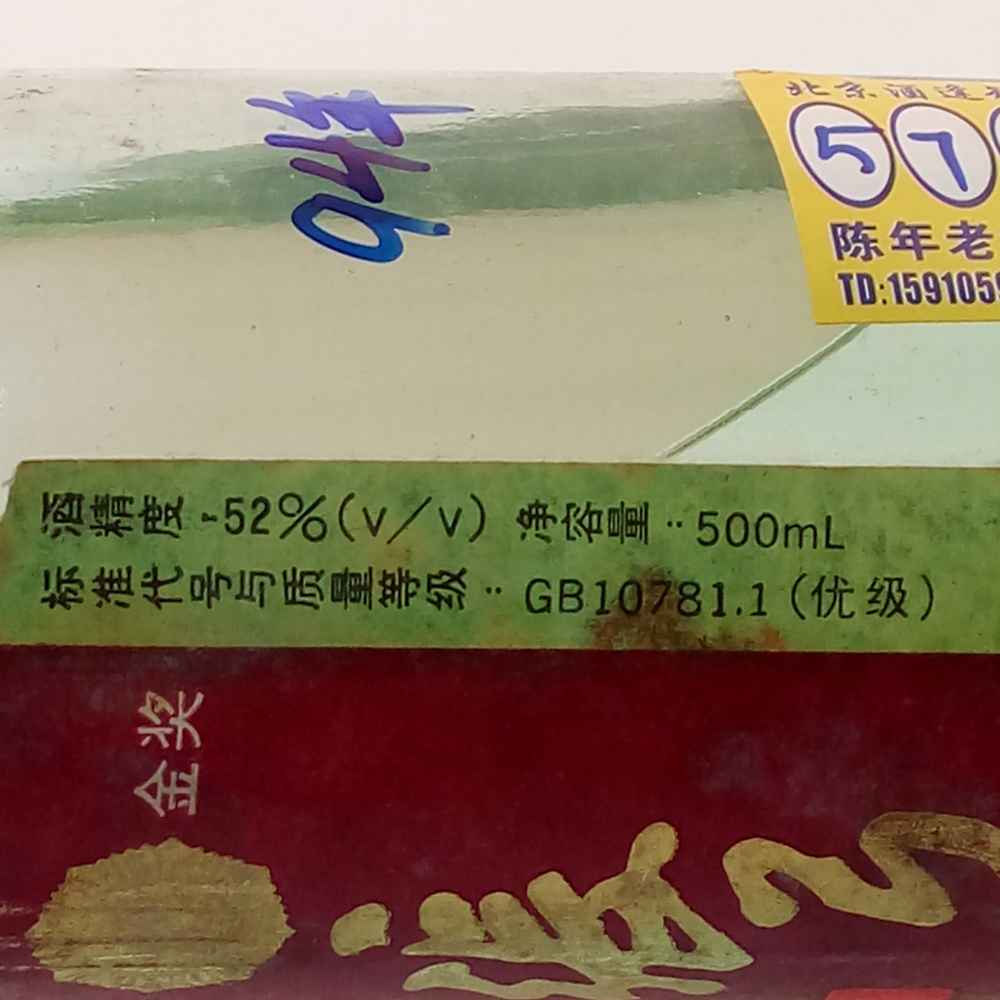 94年
北京酒逢
5 7
陈年老
TD:1591059
酒精度:52%(v/v) 净容量:500mL
标准代号与质量等级:GB10781.1(优级)
金奖